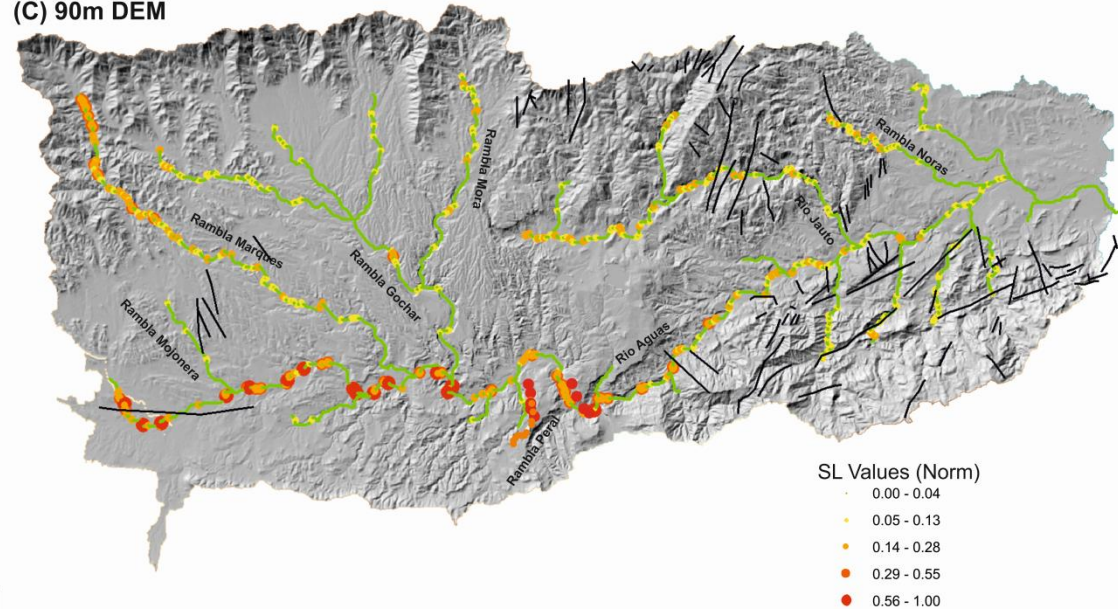 (C) 90m DEM
Rambla Mora
Rambla Noras
Rambla Marques
Río Jauto
Rambla Gochar
Rambla Mojonera
Río Aguas
Rambla Peral
SL Values (Norm)
0.00 - 0.04
0.05 - 0.13
0.14 - 0.28
0.29 - 0.55
0.56 - 1.00